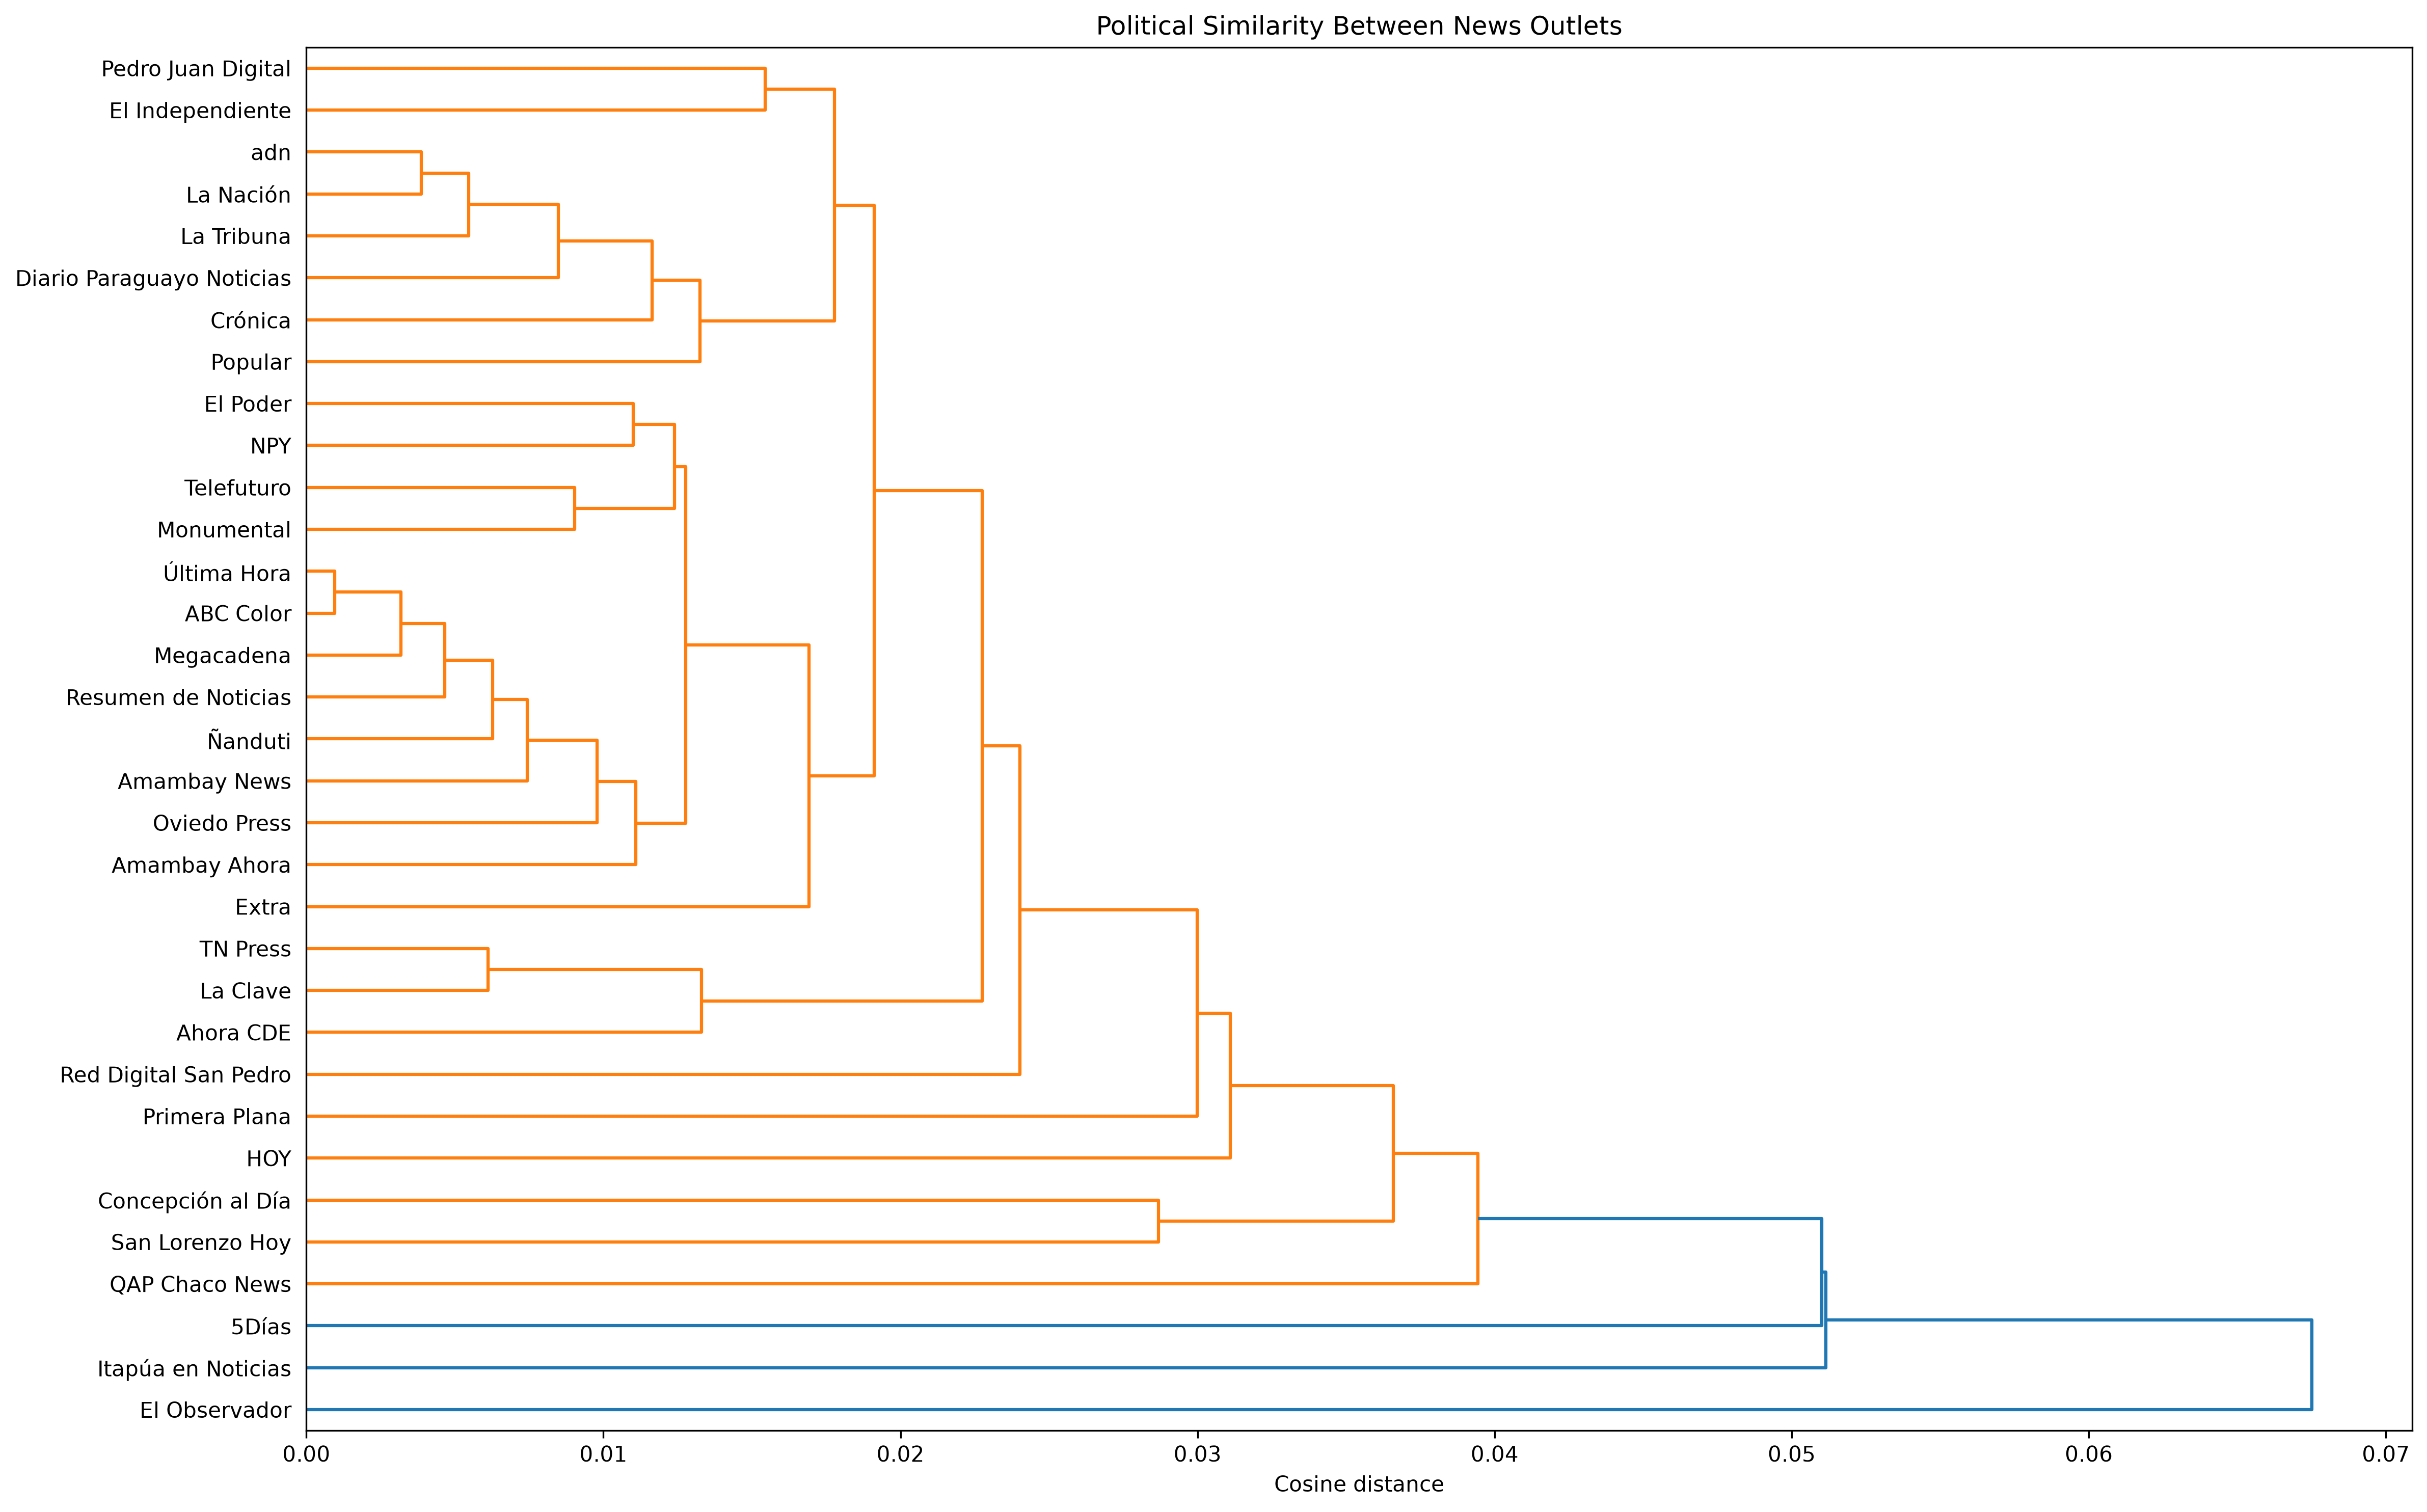 Political Similarity Between News Outlets
Pedro Juan Digital
El Independiente
adn
La Nación
La Tribuna
Diario Paraguayo Noticias
Crónica
Popular
El Poder
NPY
Telefuturo
Monumental
Última Hora
ABC Color
Megacadena
Resumen de Noticias
Ñanduti
Amambay News
Oviedo Press
Amambay Ahora
Extra
TN Press
La Clave
Ahora CDE
Red Digital San Pedro
Primera Plana
HOY
Concepción al Día
San Lorenzo Hoy
QAP Chaco News
5Días
Itapúa en Noticias
El Observador
0.00 0.01 0.02 0.03 0.04 0.05 0.06 0.07
Cosine distance